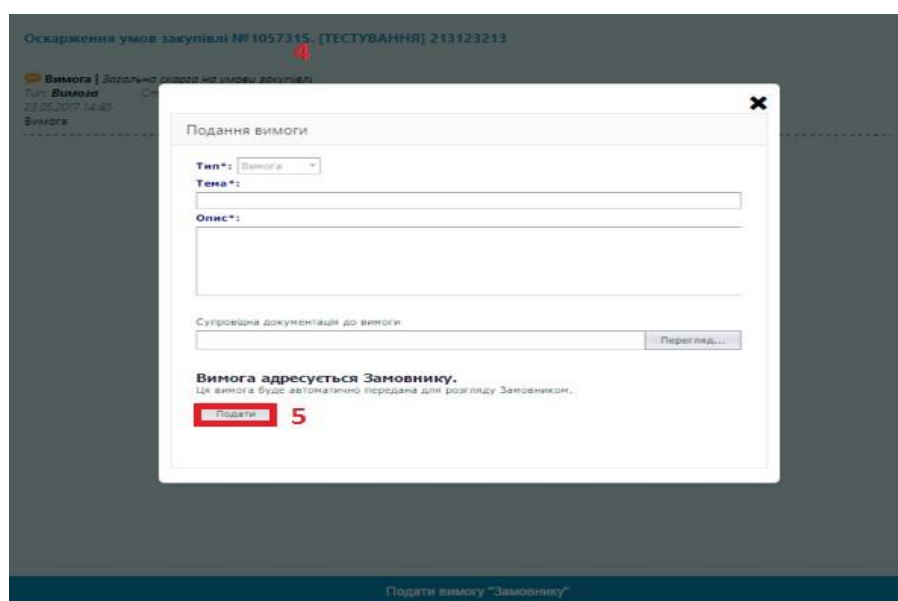 Оскарження умов закупівлі №1057315. [ТЕСТУВАННЯ] 213123213
4
Вимога | Загальна скарга на умови закупівлі
Тип: Вимога Ст
23.05.2017 14:40
Вимога
Подання вимоги
Тип*: Вимога
Тема*:
Опис*:
Супровідна документація до вимоги
Перегляд...
Вимога адресується Замовнику.
Ця вимога буде автоматично передана для розгляду Замовником.
Подати 5
Подати вимогу "Замовнику"